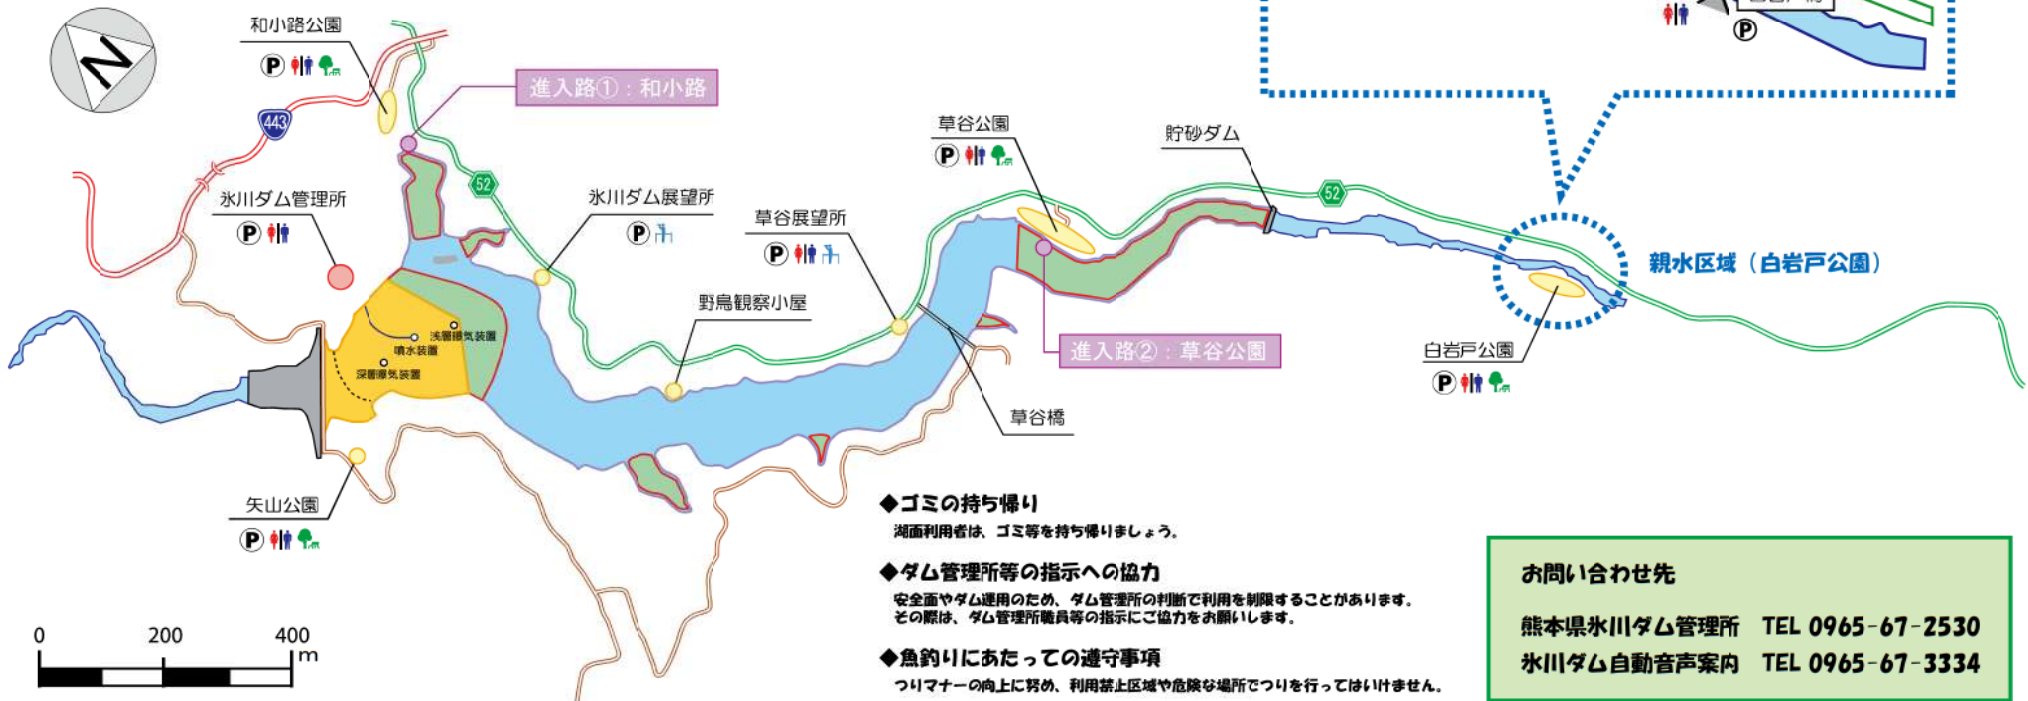 N
和小路公園
P
443
進入路①：和小路
52
氷川ダム管理所
P
氷川ダム展望所
P
草谷展望所
P
野鳥観察小屋
草谷公園
P
貯砂ダム
52
P
親水区域（白岩戸公園）
白岩戸公園
P
進入路②：草谷公園
草谷橋
浅層曝気装置
噴水装置
深層曝気装置
矢山公園
P
0 200 400
m
◆ゴミの持ち帰り
湖面利用者は、ゴミ等を持ち帰りましょう。
◆ダム管理所等の指示への協力
安全面やダム運用のため、ダム管理所の判断で利用を制限することがあります。
その際は、ダム管理所職員等の指示にご協力をお願いします。
◆魚釣りにあたっての遵守事項
つりマナーの向上に努め、利用禁止区域や危険な場所でつりを行ってはいけません。
お問い合わせ先
熊本県氷川ダム管理所 TEL 0965-67-2530
氷川ダム自動音声案内 TEL 0965-67-3334